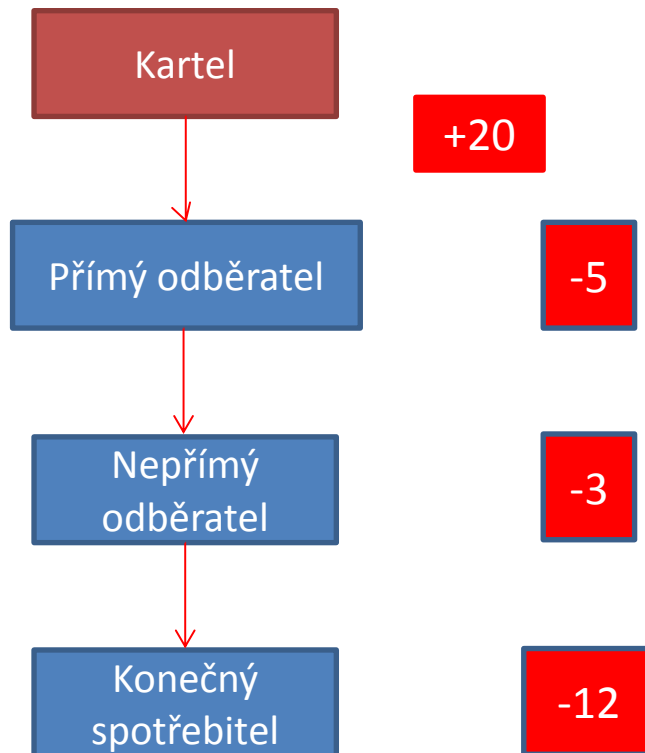 Kartel
+20
Přímý odběratel
-5
Nepřímý
odběratel
-3
Konečný
spotřebitel
-12